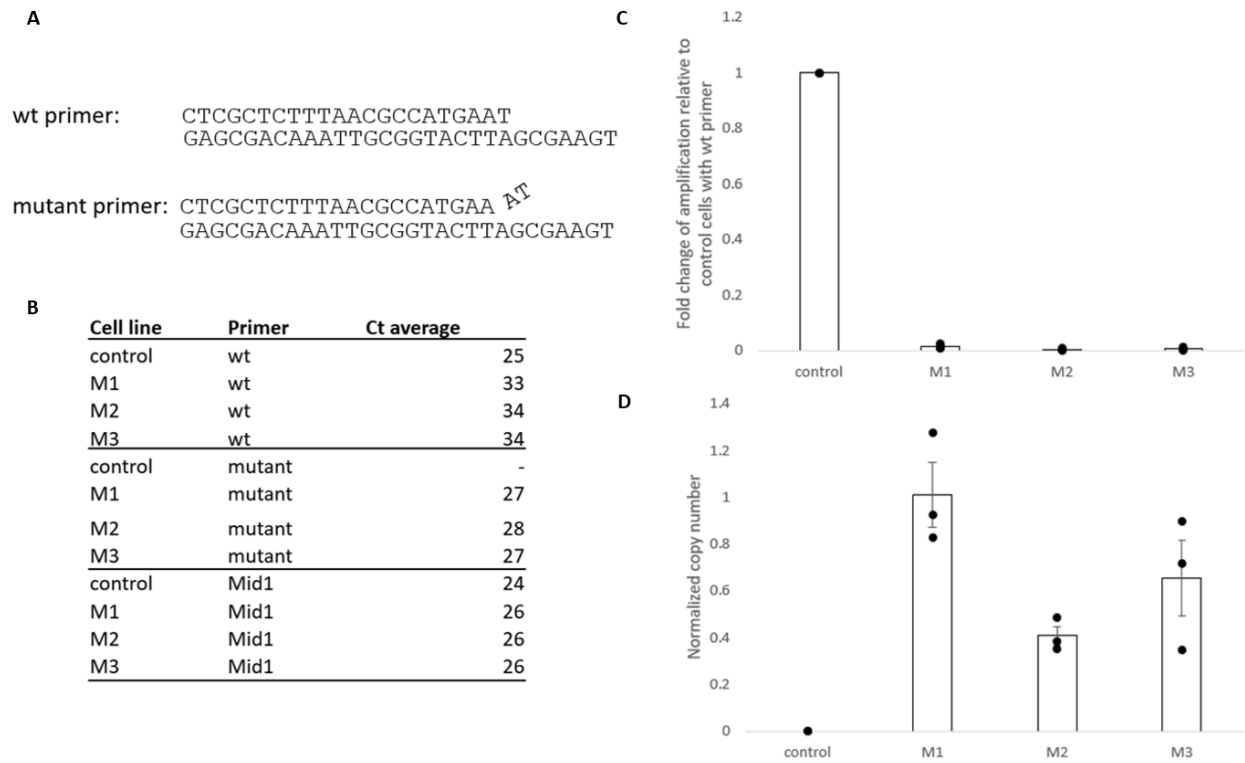 A
wt primer: CTCGCTCTTTAACGCCATGAAT
GAGCGACAAATTGCGGTACTTAGCGAAGT
mutant primer: CTCGCTCTTTAACGCCATGAA AT
GAGCGACAAATTGCGGTACTTAGCGAAGT
B
Cell line Primer Ct average
control wt 25
M1 wt 33
M2 wt 34
M3 wt 34
control mutant -
M1 mutant 27
M2 mutant 28
M3 mutant 27
control Mid1 24
M1 Mid1 26
M2 Mid1 26
M3 Mid1 26
C
Fold change of amplification relative to
control cells with wt primer
1.2
1
0.8
0.6
0.4
0.2
0
control M1 M2 M3
D
Normalized copy number
1.4
1.2
1
0.8
0.6
0.4
0.2
0
control M1 M2 M3